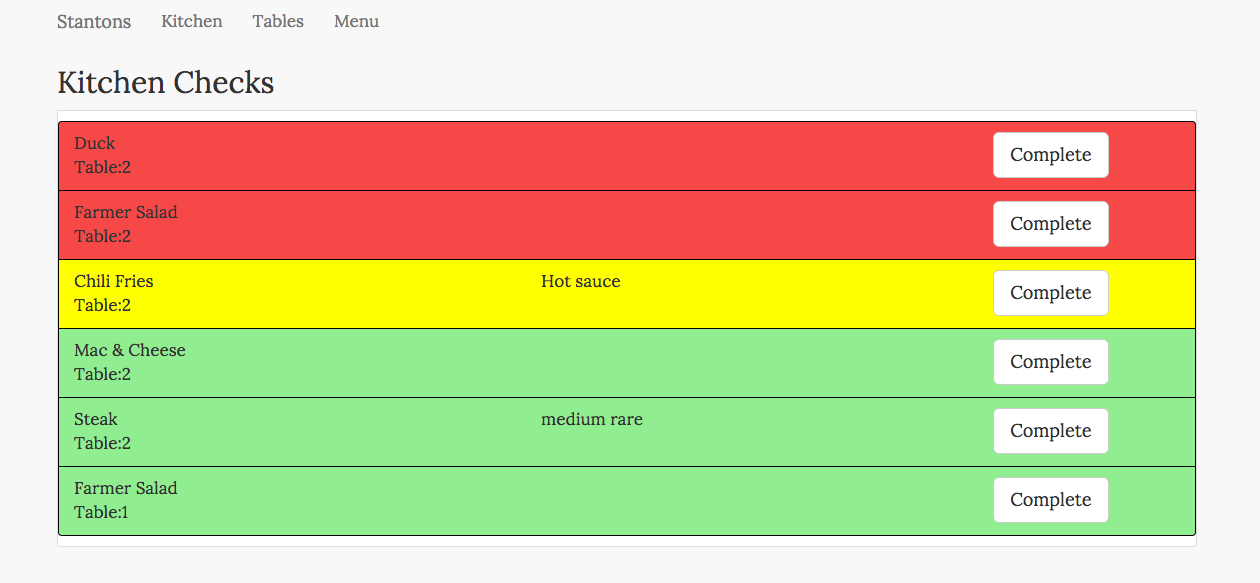 Stantons Kitchen Tables Menu
Kitchen Checks
Duck
Table:2
Complete
Farmer Salad
Table:2
Complete
Chili Fries Hot sauce
Table:2
Complete
Mac & Cheese
Table:2
Complete
Steak medium rare
Table:2
Complete
Farmer Salad
Table:1
Complete